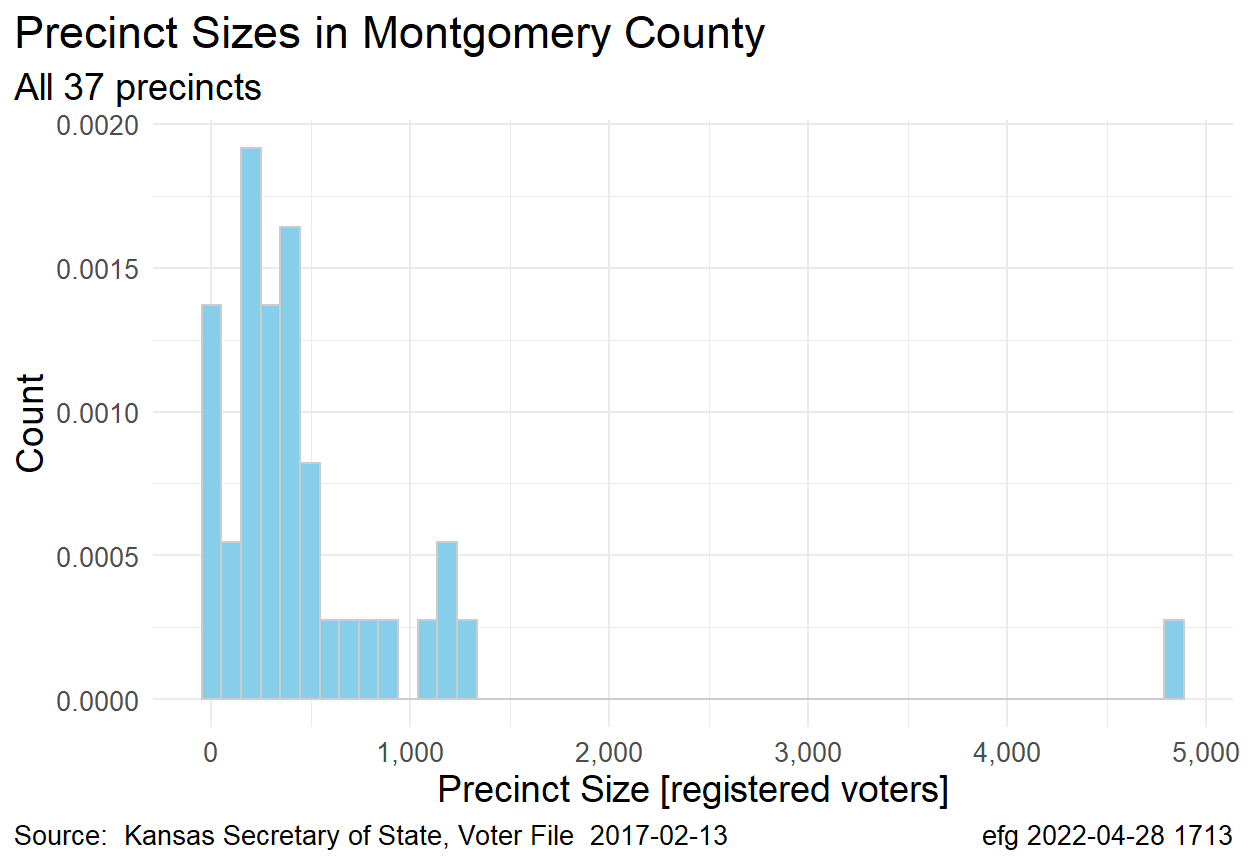 Precinct Sizes in Montgomery County
All 37 precincts
0.0020
0.0015
0.0010
0.0005
0.0000
Count
0 1,000 2,000 3,000 4,000 5,000
Precinct Size [registered voters]
Source:  Kansas Secretary of State, Voter File  2017-02-13
efg 2022-04-28 1713